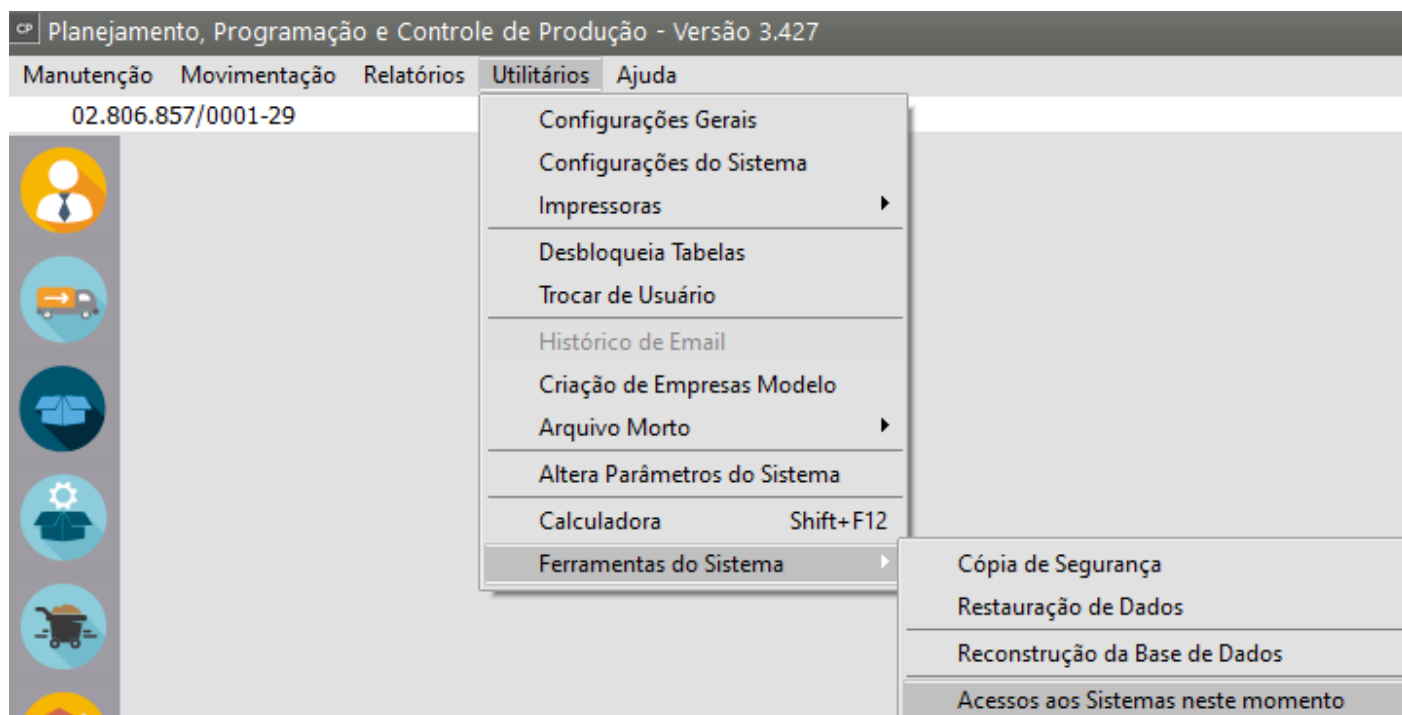 CP Planejamento, Programação e Controle de Produção - Versão 3.427
Manutenção Movimentação Relatórios Utilitários Ajuda
02.806.857/0001-29
Configurações Gerais
Configurações do Sistema
Impressoras
Desbloqueia Tabelas
Trocar de Usuário
Histórico de Email
Criação de Empresas Modelo
Arquivo Morto
Altera Parâmetros do Sistema
Calculadora Shift+F12
Ferramentas do Sistema
Cópia de Segurança
Restauração de Dados
Reconstrução da Base de Dados
Acessos aos Sistemas neste momento